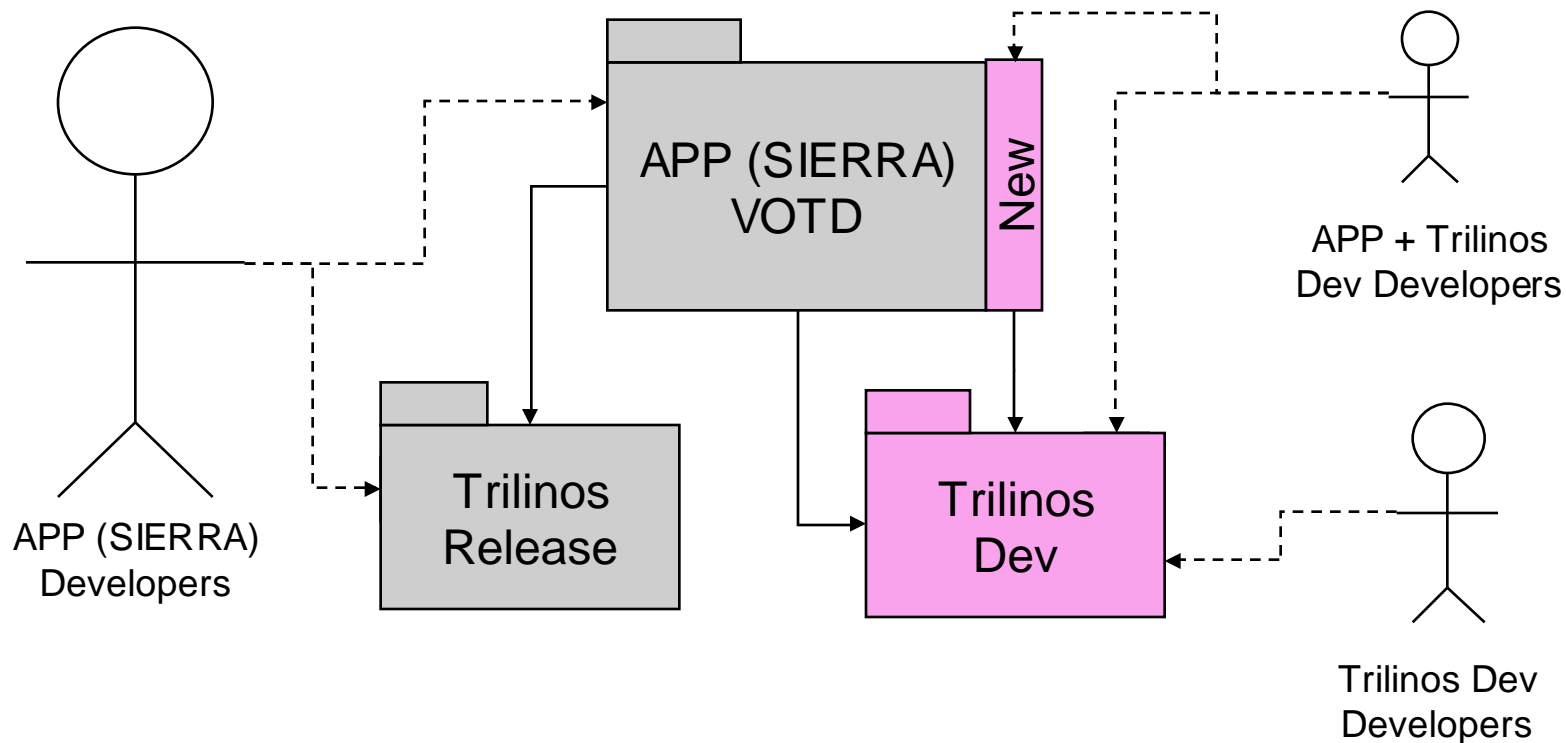 APP (SIERRA)
VOTD
New
APP + Trilinos
Dev Developers
Trilinos
Release
Trilinos
Dev
APP (SIERRA)
Developers
Trilinos Dev
Developers